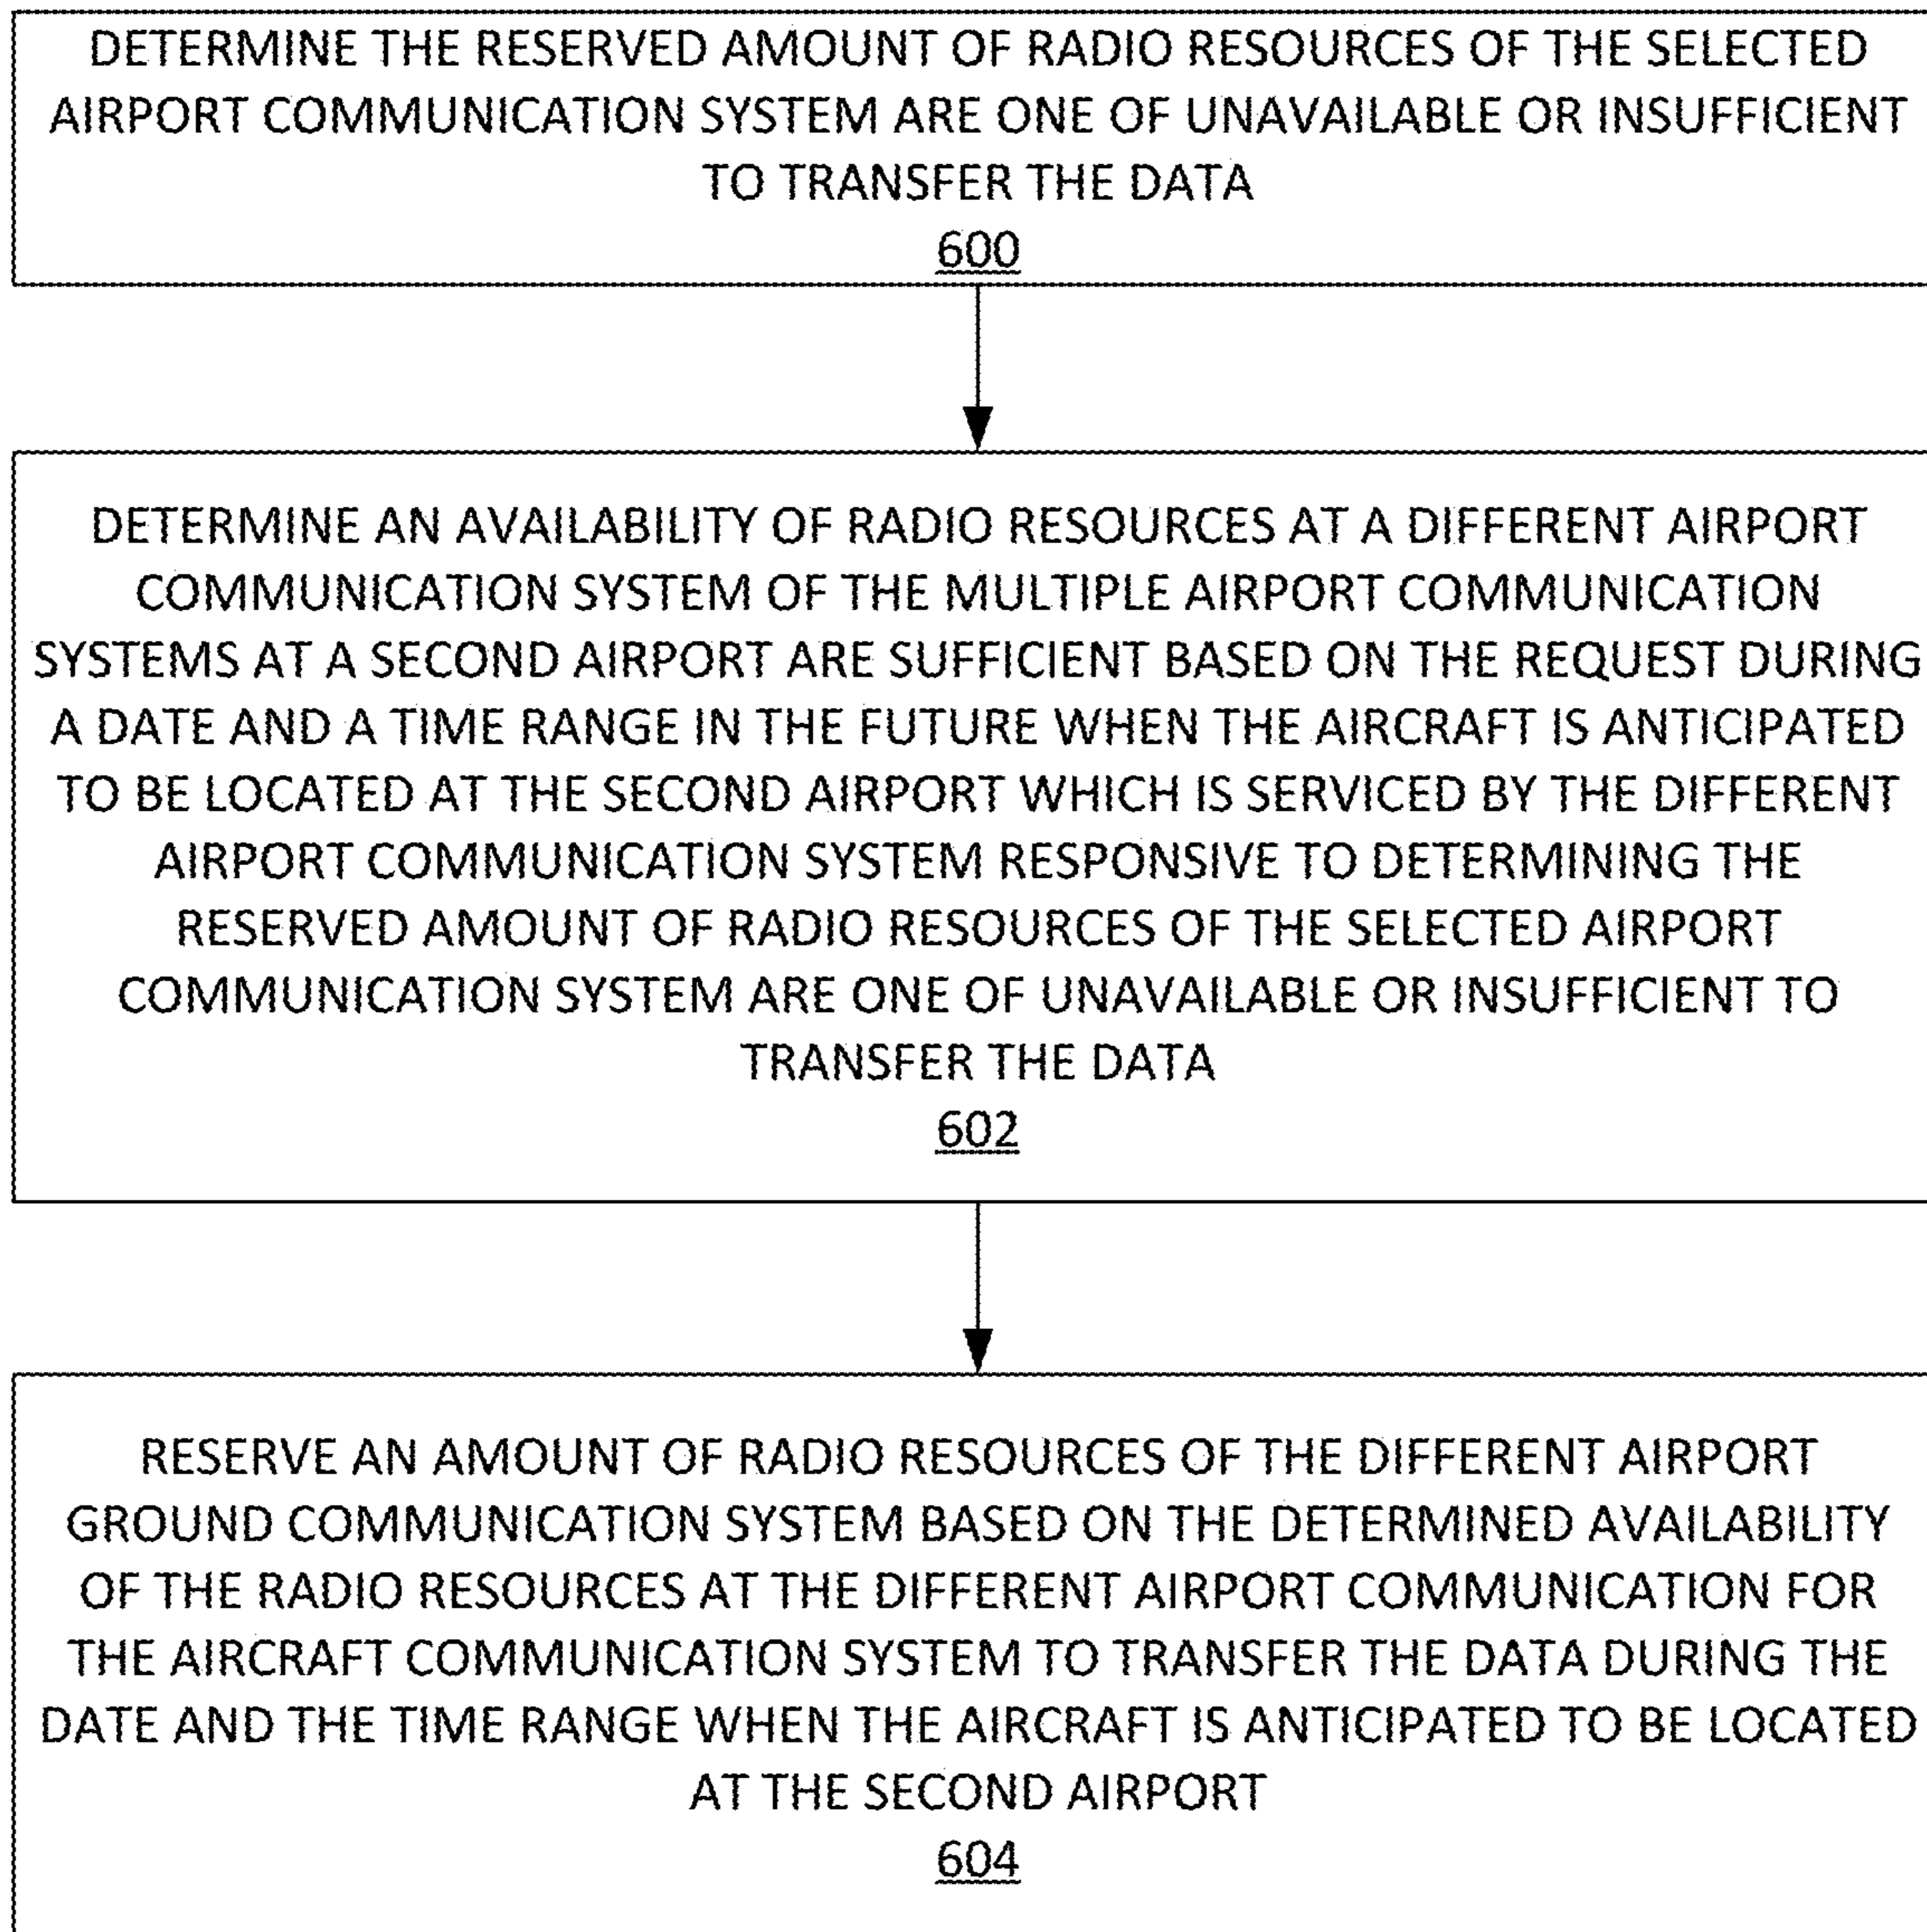 DETERMINE THE RESERVED AMOUNT OF RADIO RESOURCES OF THE SELECTED
AIRPORT COMMUNICATION SYSTEM ARE ONE OF UNAVAILABLE OR INSUFFICIENT
TO TRANSFER THE DATA
600
DETERMINE AN AVAILABILITY OF RADIO RESOURCES AT A DIFFERENT AIRPORT
COMMUNICATION SYSTEM OF THE MULTIPLE AIRPORT COMMUNICATION
SYSTEMS AT A SECOND AIRPORT ARE SUFFICIENT BASED ON THE REQUEST DURING
A DATE AND A TIME RANGE IN THE FUTURE WHEN THE AIRCRAFT IS ANTICIPATED
TO BE LOCATED AT THE SECOND AIRPORT WHICH IS SERVICED BY THE DIFFERENT
AIRPORT COMMUNICATION SYSTEM RESPONSIVE TO DETERMINING THE
RESERVED AMOUNT OF RADIO RESOURCES OF THE SELECTED AIRPORT
COMMUNICATION SYSTEM ARE ONE OF UNAVAILABLE OR INSUFFICIENT TO
TRANSFER THE DATA
602
RESERVE AN AMOUNT OF RADIO RESOURCES OF THE DIFFERENT AIRPORT
GROUND COMMUNICATION SYSTEM BASED ON THE DETERMINED AVAILABILITY
OF THE RADIO RESOURCES AT THE DIFFERENT AIRPORT COMMUNICATION FOR
THE AIRCRAFT COMMUNICATION SYSTEM TO TRANSFER THE DATA DURING THE
DATE AND THE TIME RANGE WHEN THE AIRCRAFT IS ANTICIPATED TO BE LOCATED
AT THE SECOND AIRPORT
604